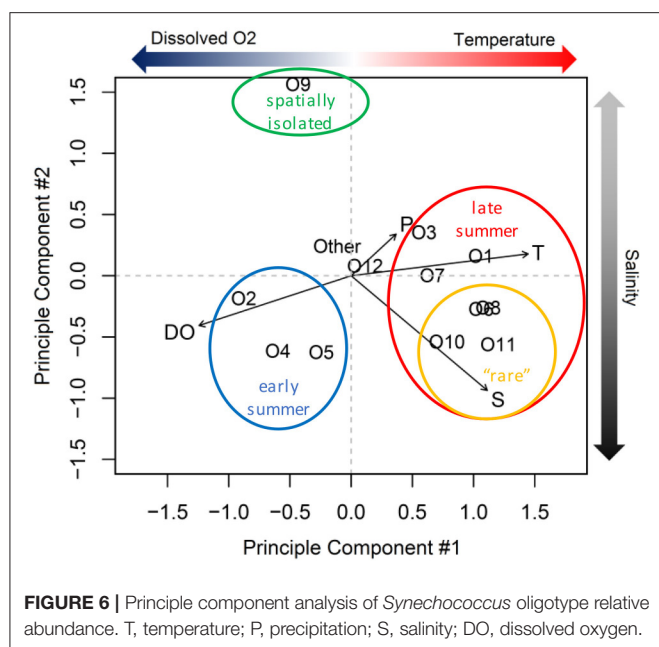 Dissolved O2 Temperature
Principle Component #2
1.5
1.0
0.5
0.0
−0.5
−1.0
−1.5
O9
spatially
isolated
late
summer
P
O3
Other
O1
T
O12
O7
O2
DO
O6
O8
O10
O11
O4
O5
early
summer
"rare"
S
Salinity
−1.5 −1.0 −0.5 0.0 0.5 1.0 1.5
Principle Component #1
FIGURE 6 | Principle component analysis of Synechococcus oligotype relative
abundance. T, temperature; P, precipitation; S, salinity; DO, dissolved oxygen.